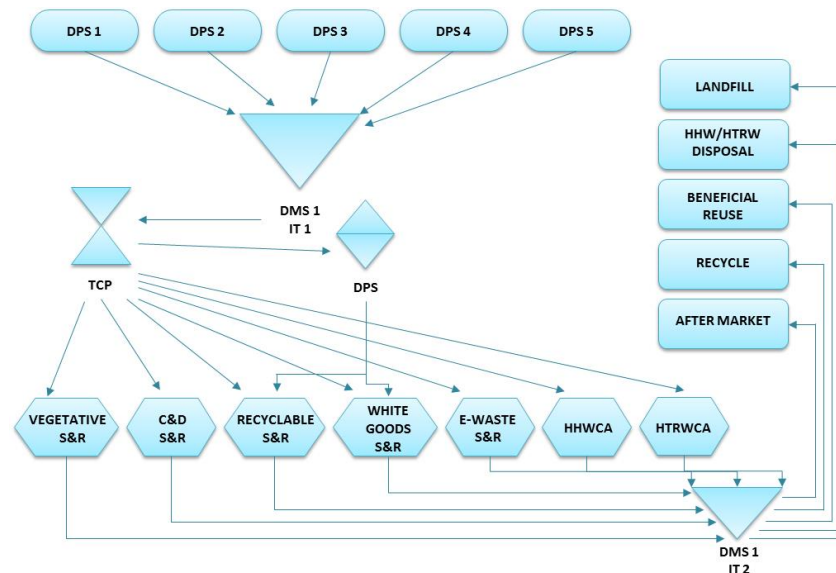 DPS 1
DPS 2
DPS 3
DPS 4
DPS 5
LANDFILL
HHW/HTRW
DISPOSAL
BENEFICIAL
REUSE
RECYCLE
AFTER MARKET
DMS 1
IT 1
TCP
DPS
VEGETATIVE
S&R
C&D
S&R
RECYCLABLE
S&R
WHITE
GOODS
S&R
E-WASTE
S&R
HHWCA
HTRWCA
DMS 1
IT 2